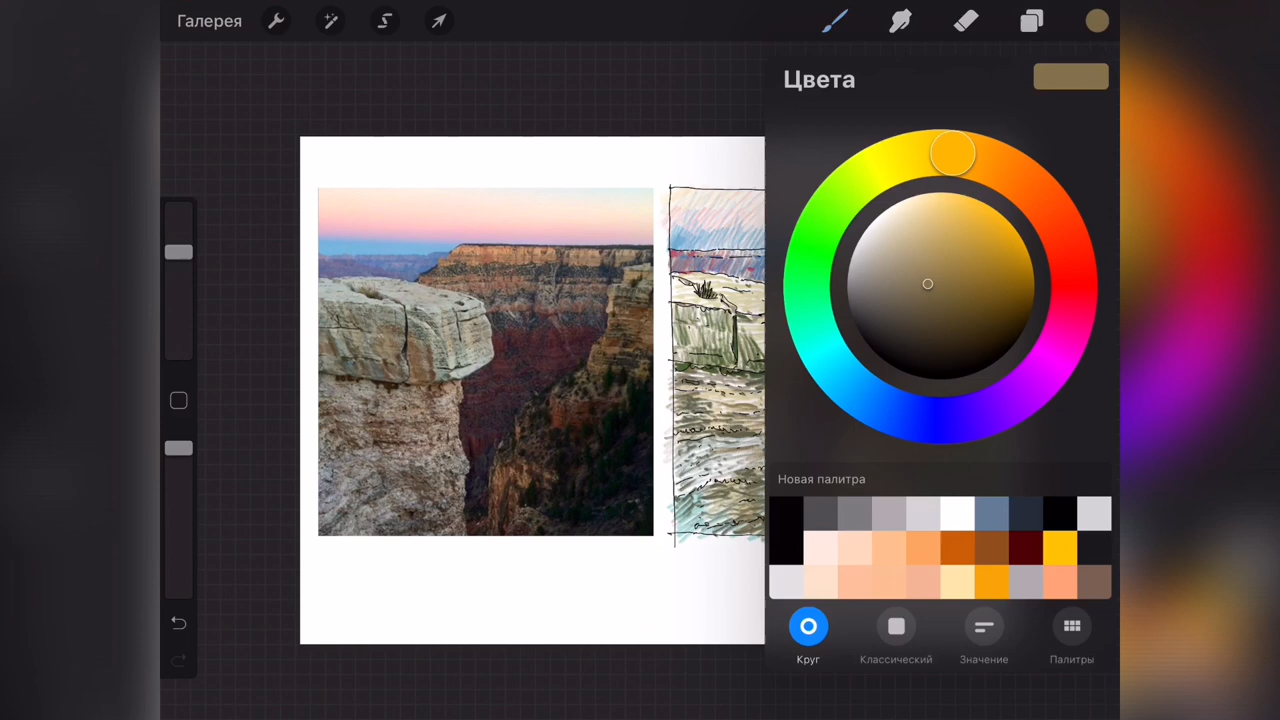 Галерея
Цвета
Новая палитра
Круг
Классический
Значение
Палитры